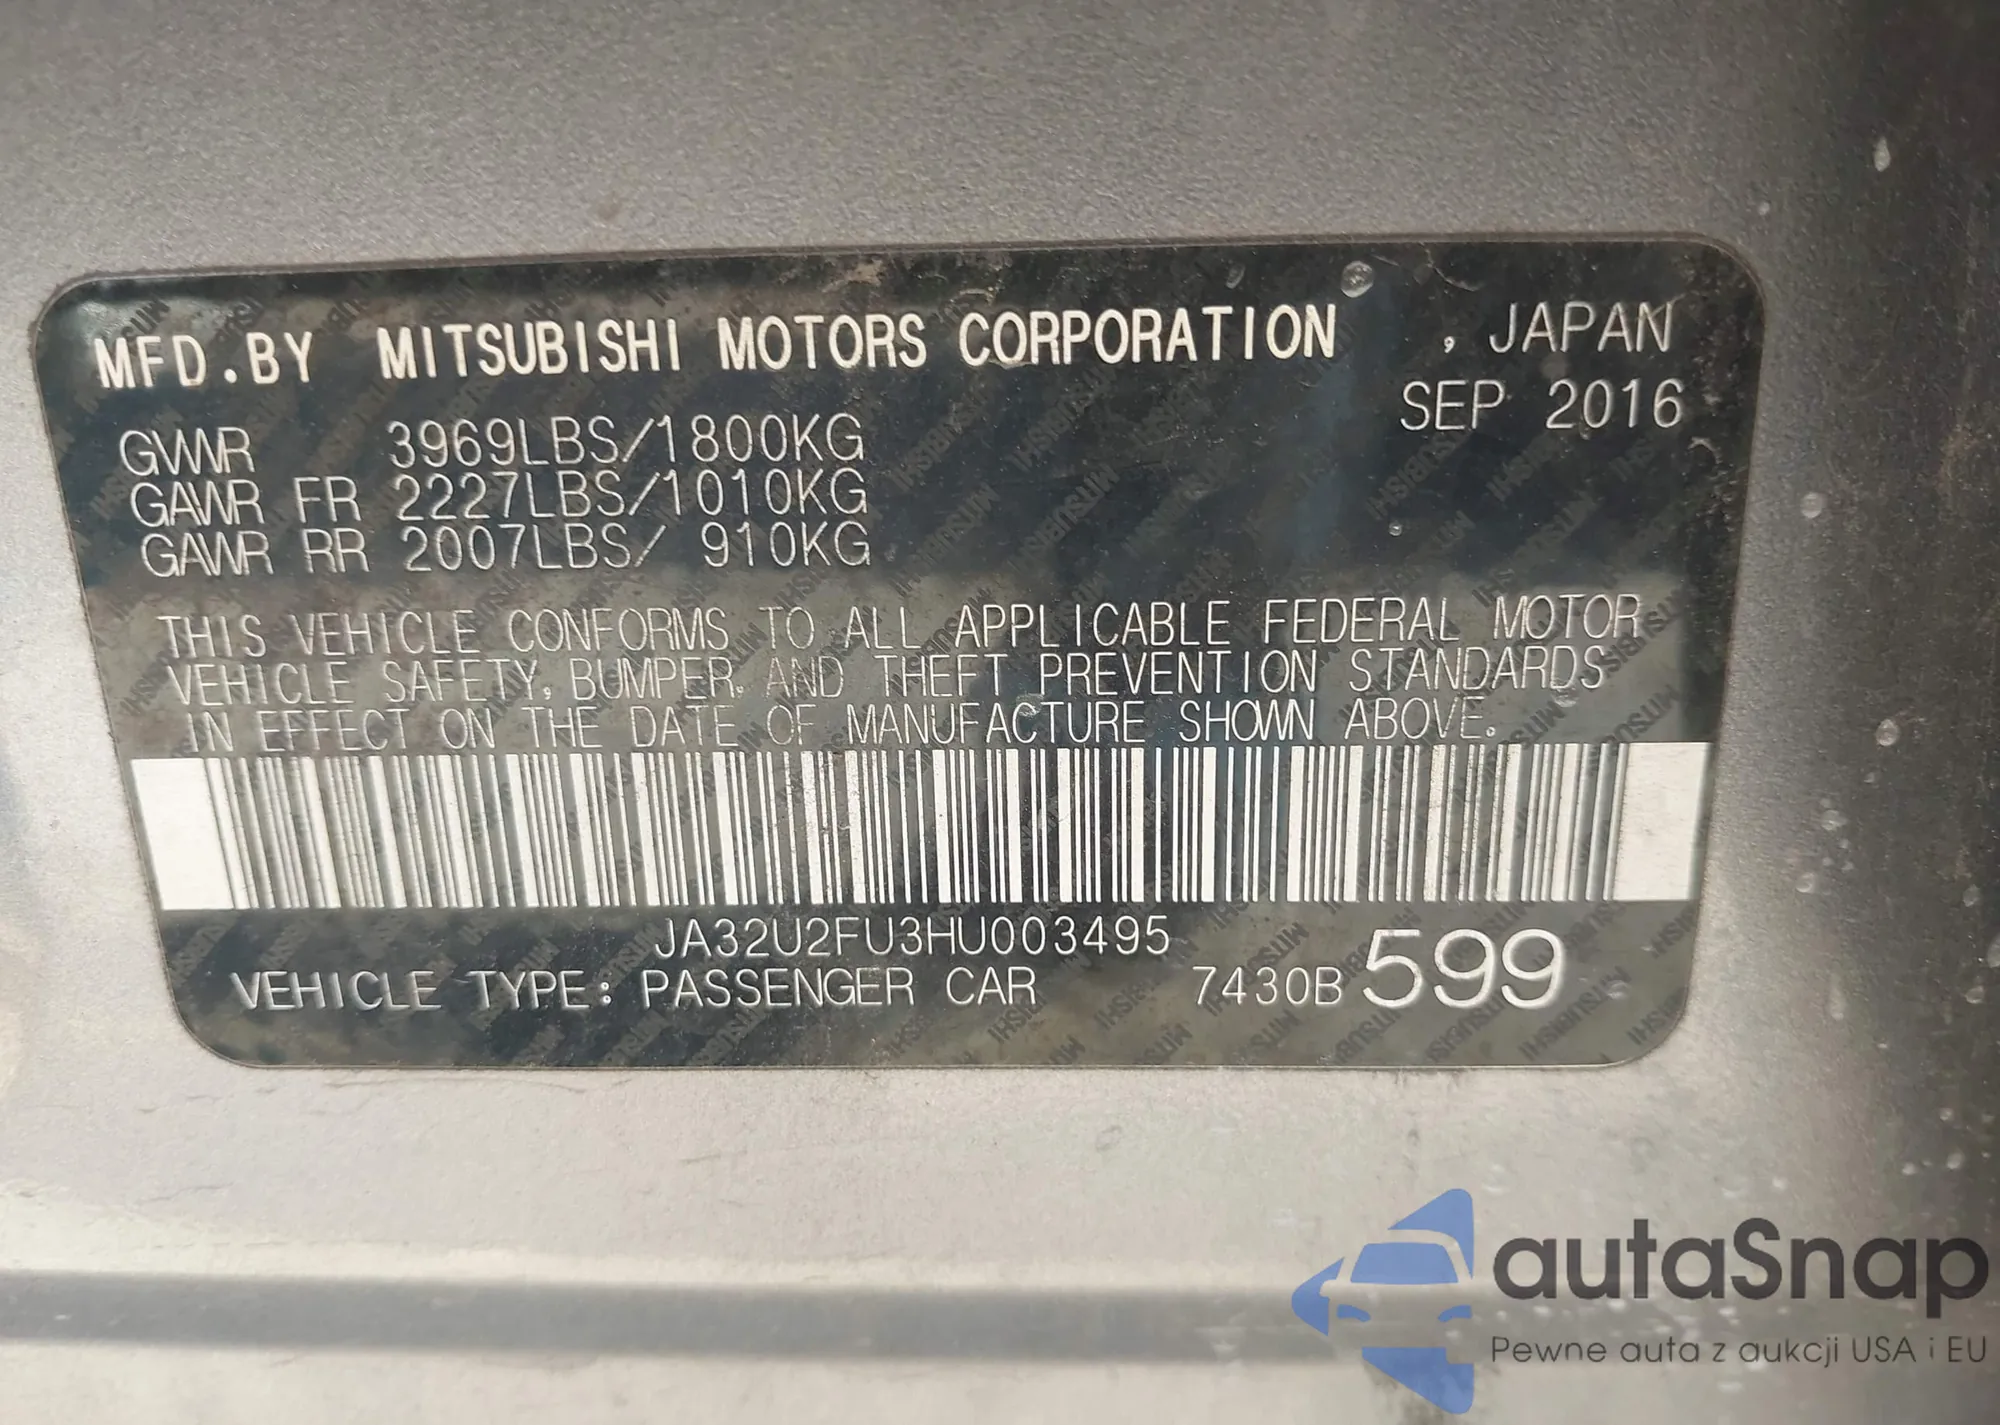 MFD.BY MITSUBISHI MOTORS CORPORATION , JAPAN
SEP 2016
GVWR 3969LBS/1800KG
GAWR FR 2227LBS/1010KG
GAWR RR 2007LBS/ 910KG
THIS VEHICLE CONFORMS TO ALL APPLICABLE FEDERAL MOTOR
VEHICLE SAFETY, BUMPER, AND THEFT PREVENTION STANDARDS
IN EFFECT ON THE DATE OF MANUFACTURE SHOWN ABOVE.
JA32U2FU3HU003495
VEHICLE TYPE: PASSENGER CAR 7430B 599
autaSnap
Pewne auta z aukcji USA i EU